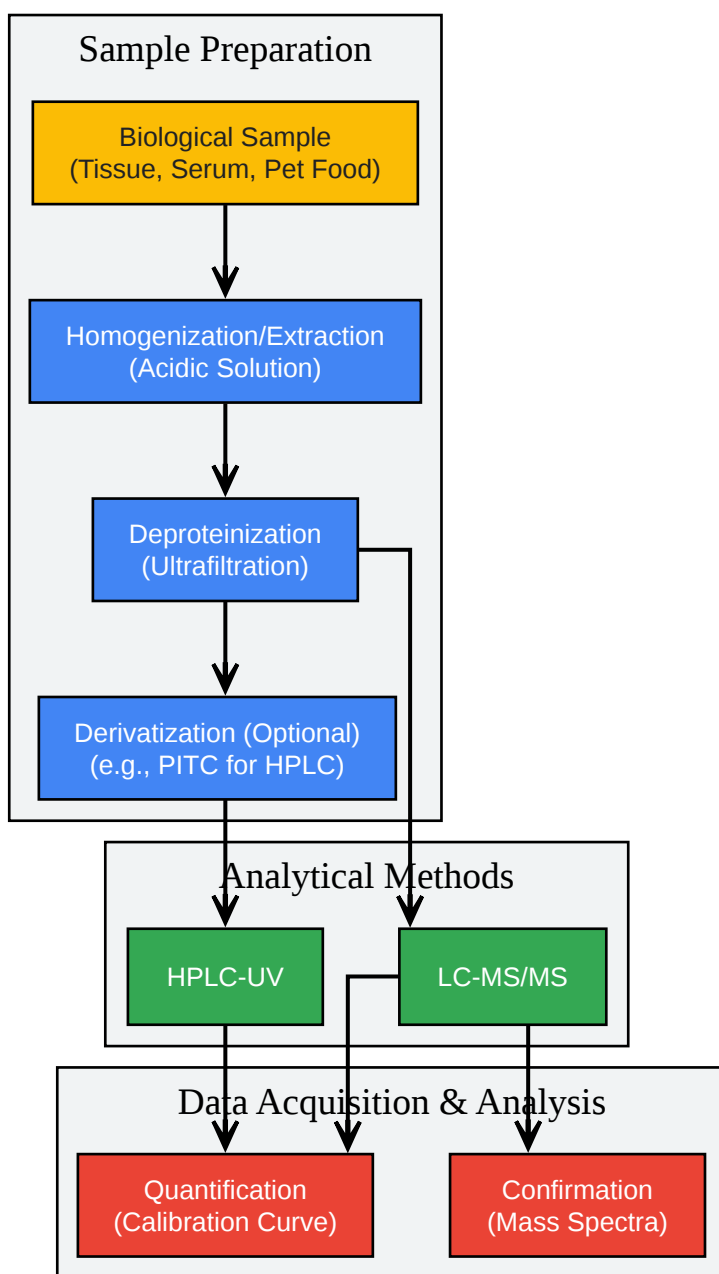 Sample Preparation
Biological Sample
(Tissue, Serum, Pet Food)
Homogenization/Extraction
(Acidic Solution)
Deproteinization
(Ultrafiltration)
Derivatization (Optional)
(e.g., PITC for HPLC)
Analytical Methods
HPLC-UV
LC-MS/MS
Data Acquisition & Analysis
Quantification
(Calibration Curve)
Confirmation
(Mass Spectra)